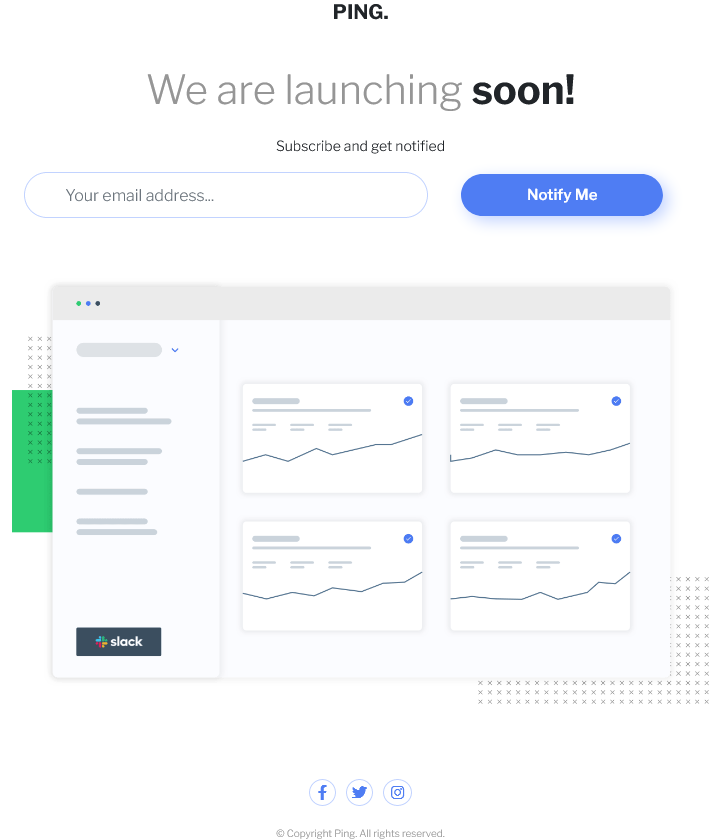 PING.
We are launching soon!
Subscribe and get notified
Your email address...
Notify Me
slack
© Copyright Ping. All rights reserved.